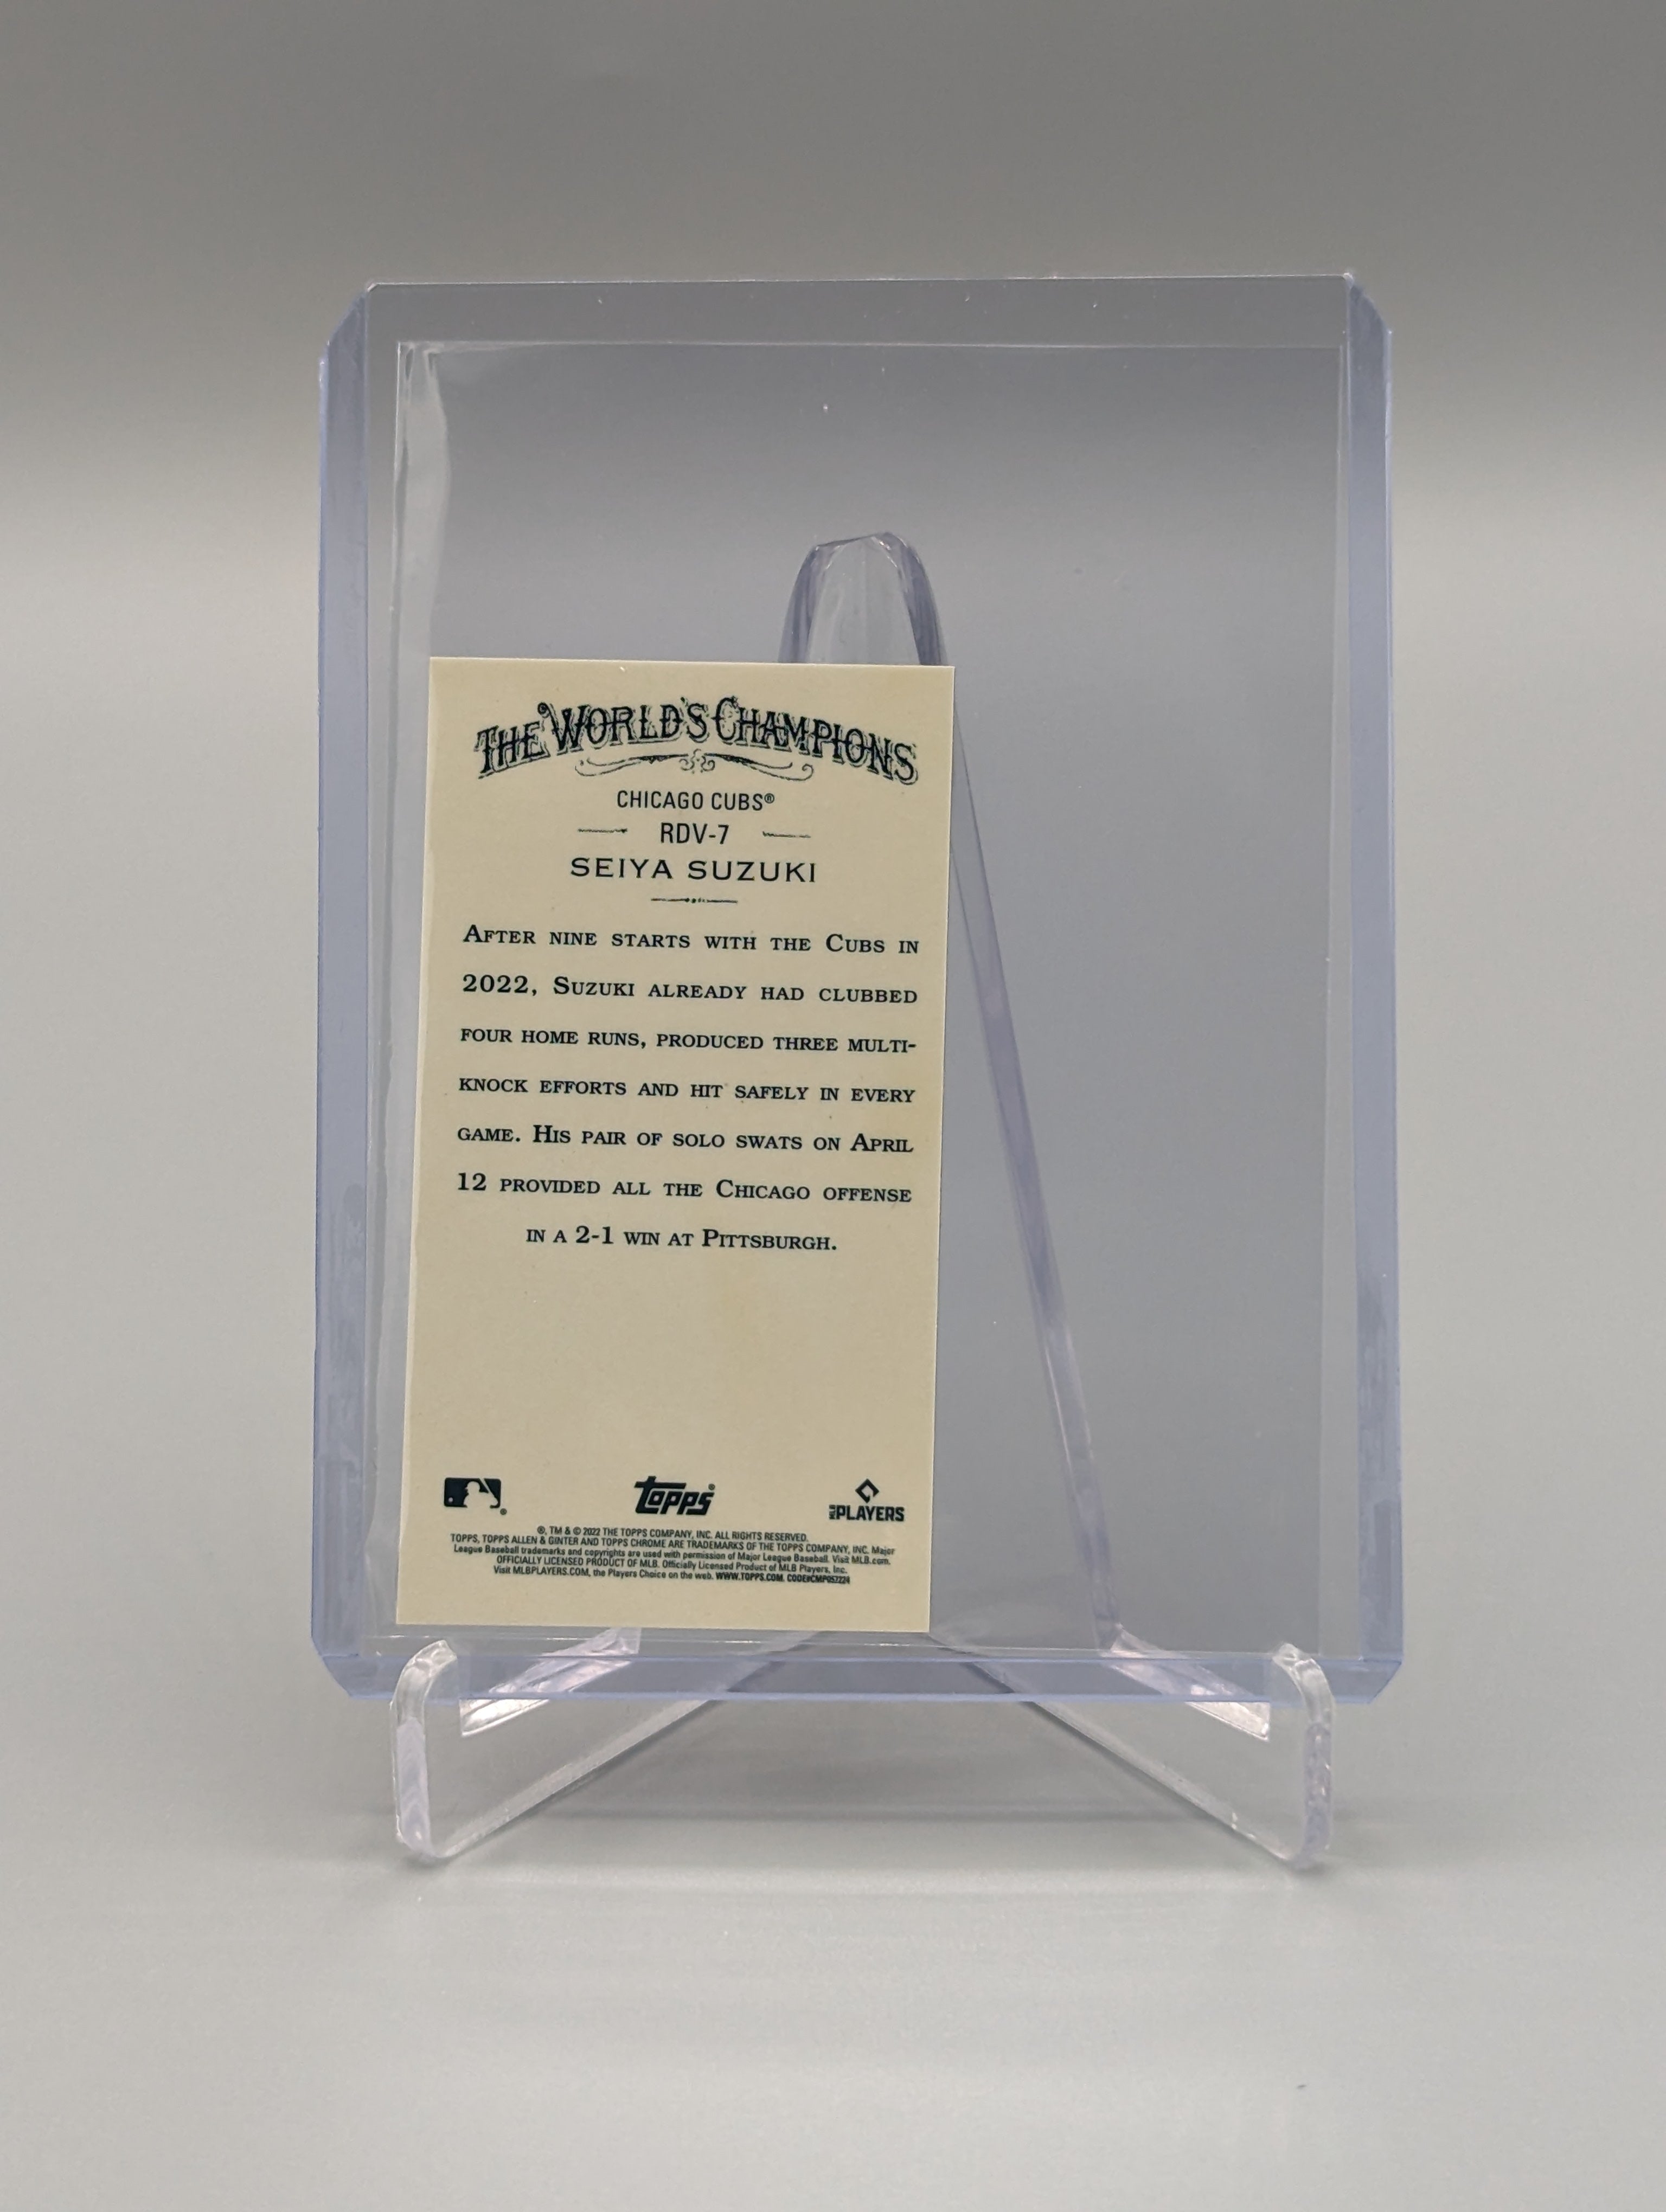 THE WORLD'S CHAMPIONS
CHICAGO CUBS®
RDV-7
SEIYA SUZUKI
AFTER NINE STARTS WITH THE CUBS IN
2022, SUZUKI ALREADY HAD CLUBBED
FOUR HOME RUNS, PRODUCED THREE MULTI-
KNOCK EFFORTS AND HIT SAFELY IN EVERY
GAME. HIS PAIR OF SOLO SWATS ON APRIL
12 PROVIDED ALL THE CHICAGO OFFENSE
IN A 2-1 WIN AT PITTSBURGH.
topps®
MLB PLAYERS
®, TM & © 2022 THE TOPPS COMPANY, INC. ALL RIGHTS RESERVED.
TOPPS, TOPPS ALLEN & GINTER AND TOPPS CHROME ARE TRADEMARKS OF THE TOPPS COMPANY, INC. Major
League Baseball trademarks and copyrights are used with permission of Major League Baseball. Visit MLB.com.
OFFICIALLY LICENSED PRODUCT OF MLB. Officially Licensed Product of MLB Players, Inc.
Visit MLBPLAYERS.COM, the Players Choice on the web. WWW.TOPPS.COM. CODE#CMP057224